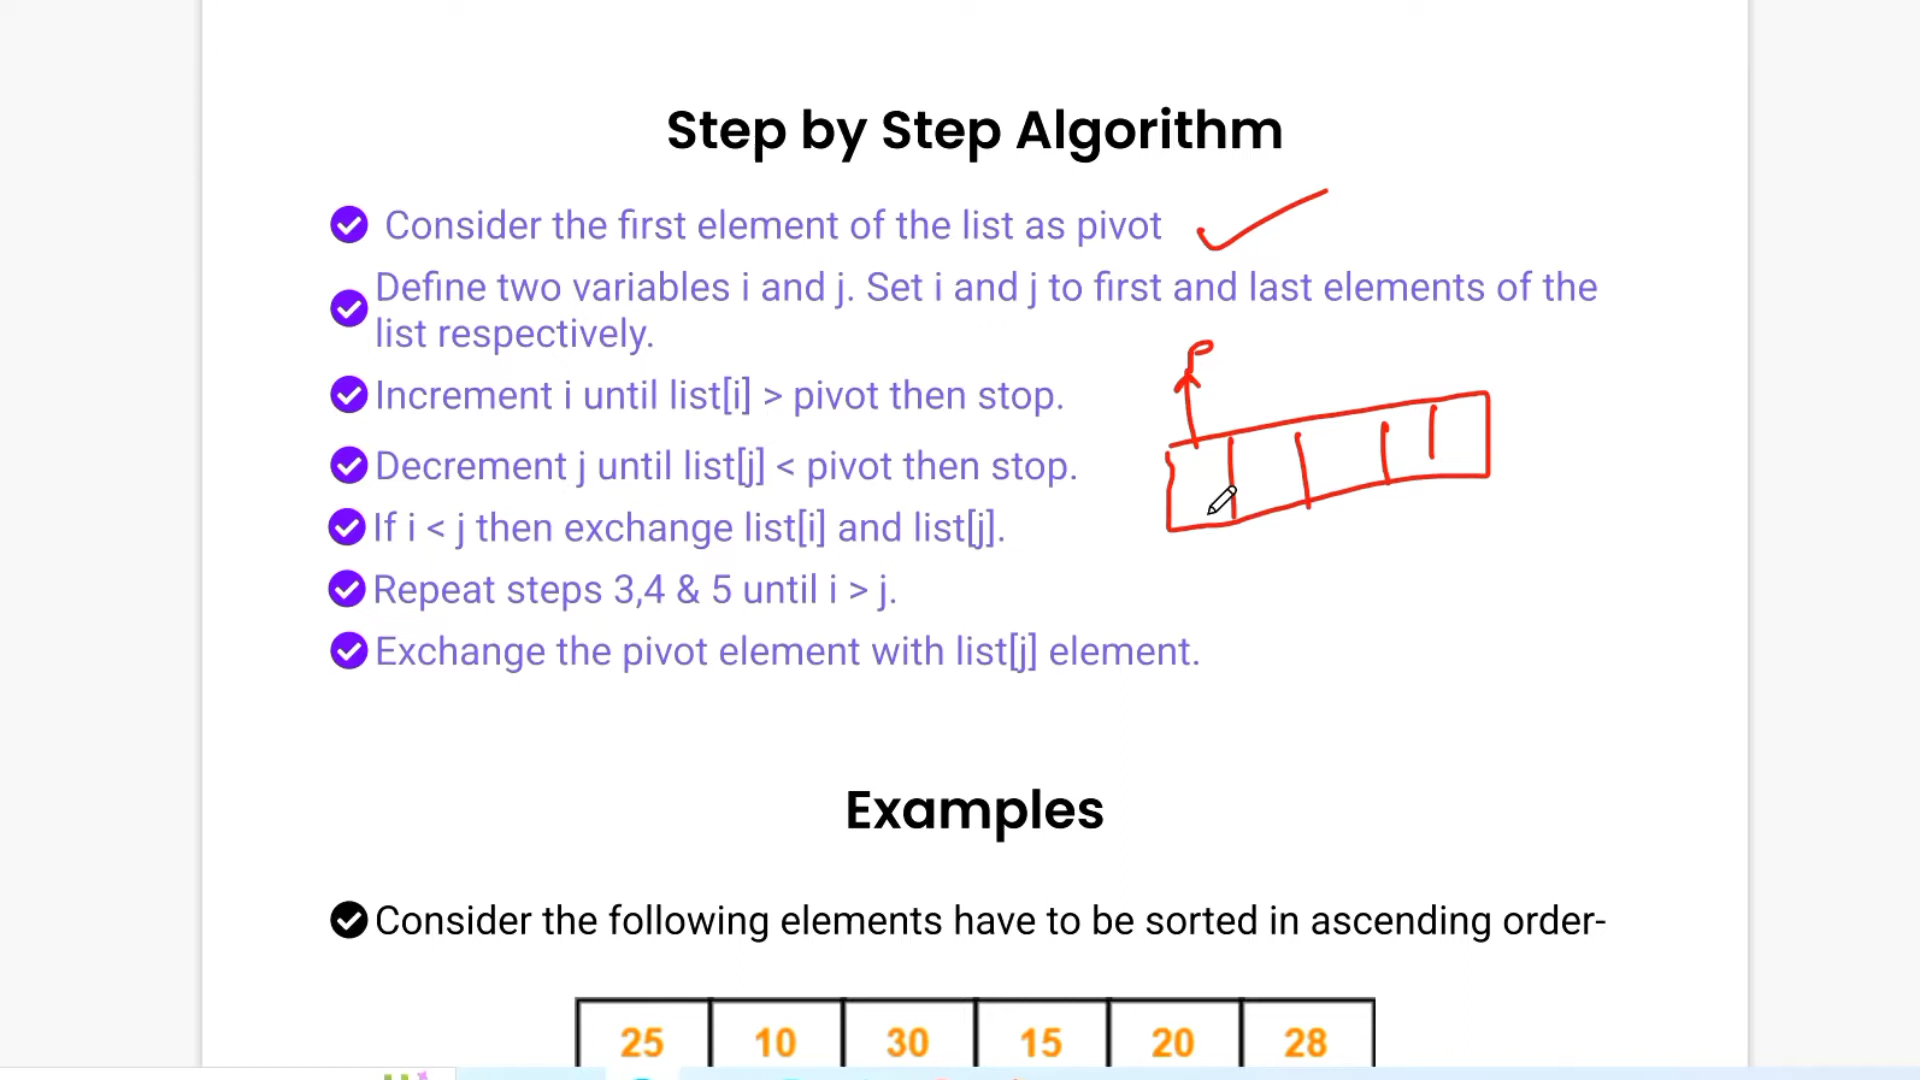 Step by Step Algorithm
Consider the first element of the list as pivot
Define two variables i and j. Set i and j to first and last elements of the
list respectively.
P
Increment i until list[i] > pivot then stop.
Decrement j until list[j] < pivot then stop.
If i < j then exchange list[i] and list[j].
Repeat steps 3,4 & 5 until i > j.
Exchange the pivot element with list[j] element.
Examples
Consider the following elements have to be sorted in ascending order-
25 10 30 15 20 28